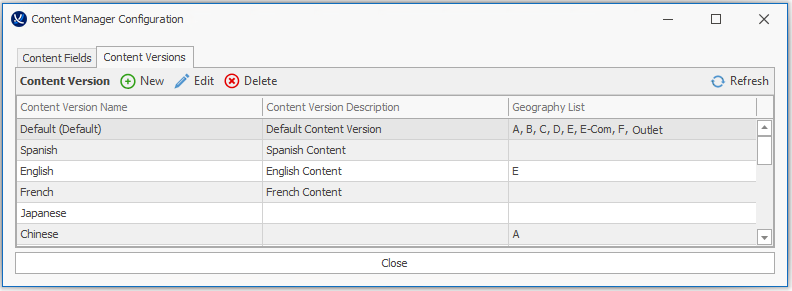 Content Manager Configuration
Content Fields Content Versions
Content Version New Edit Delete Refresh
Content Version Name Content Version Description Geography List
Default (Default) Default Content Version A, B, C, D, E, E-Com, F, Outlet
Spanish Spanish Content
English English Content E
French French Content
Japanese
Chinese A
Close